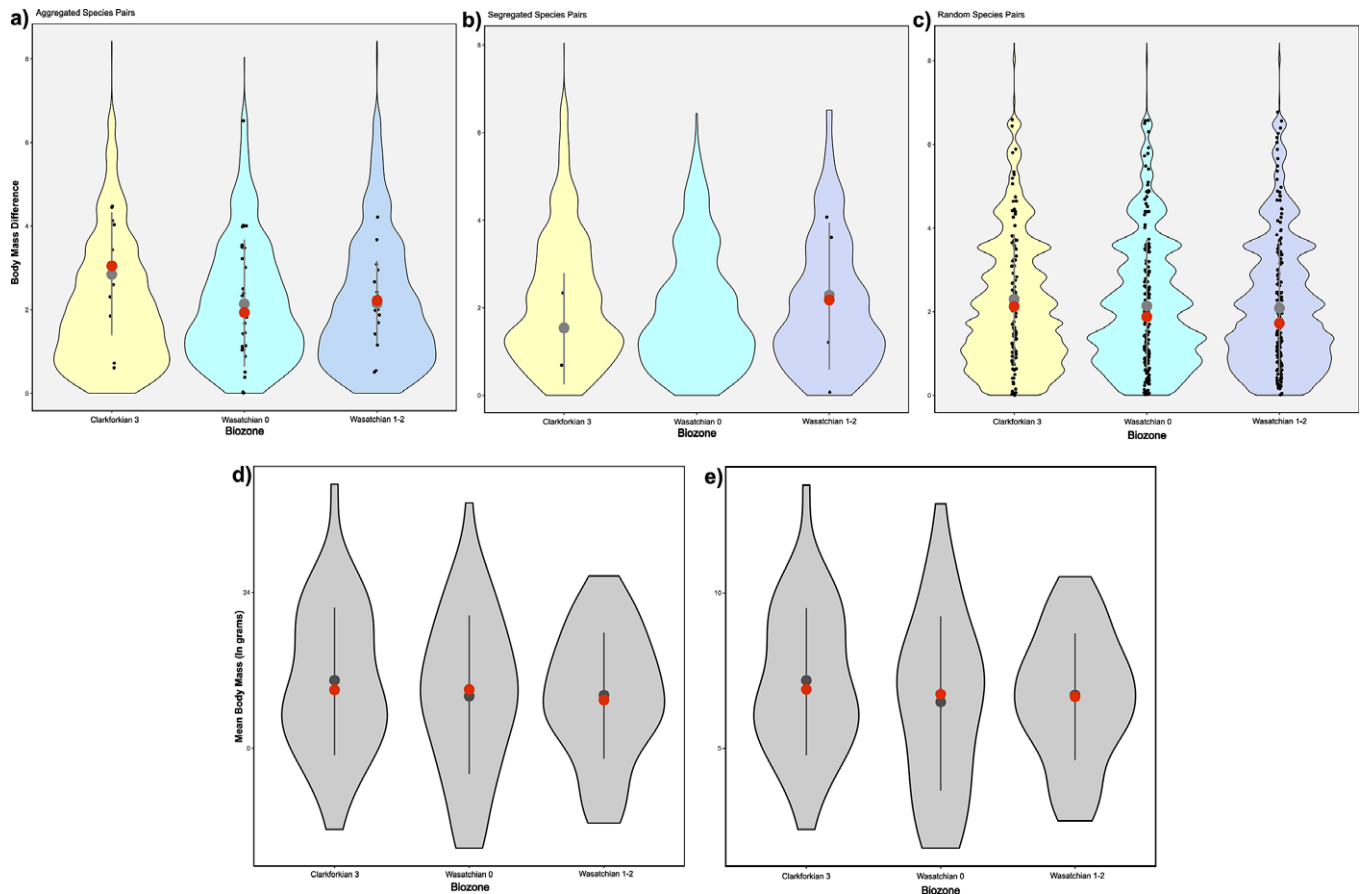 a)
Aggregated Species Pairs
Body Mass Difference
8
6
4
2
0
Clarkforkian 3
Wasatchian 0
Wasatchian 1-2
Biozone
b)
Segregated Species Pairs
8
6
4
2
0
Clarkforkian 3
Wasatchian 0
Wasatchian 1-2
Biozone
c)
Random Species Pairs
8
6
4
2
0
Clarkforkian 3
Wasatchian 0
Wasatchian 1-2
Biozone
d)
Mean Body Mass (ln grams)
24
0
Clarkforkian 3
Wasatchian 0
Wasatchian 1-2
Biozone
e)
10
5
Clarkforkian 3
Wasatchian 0
Wasatchian 1-2
Biozone